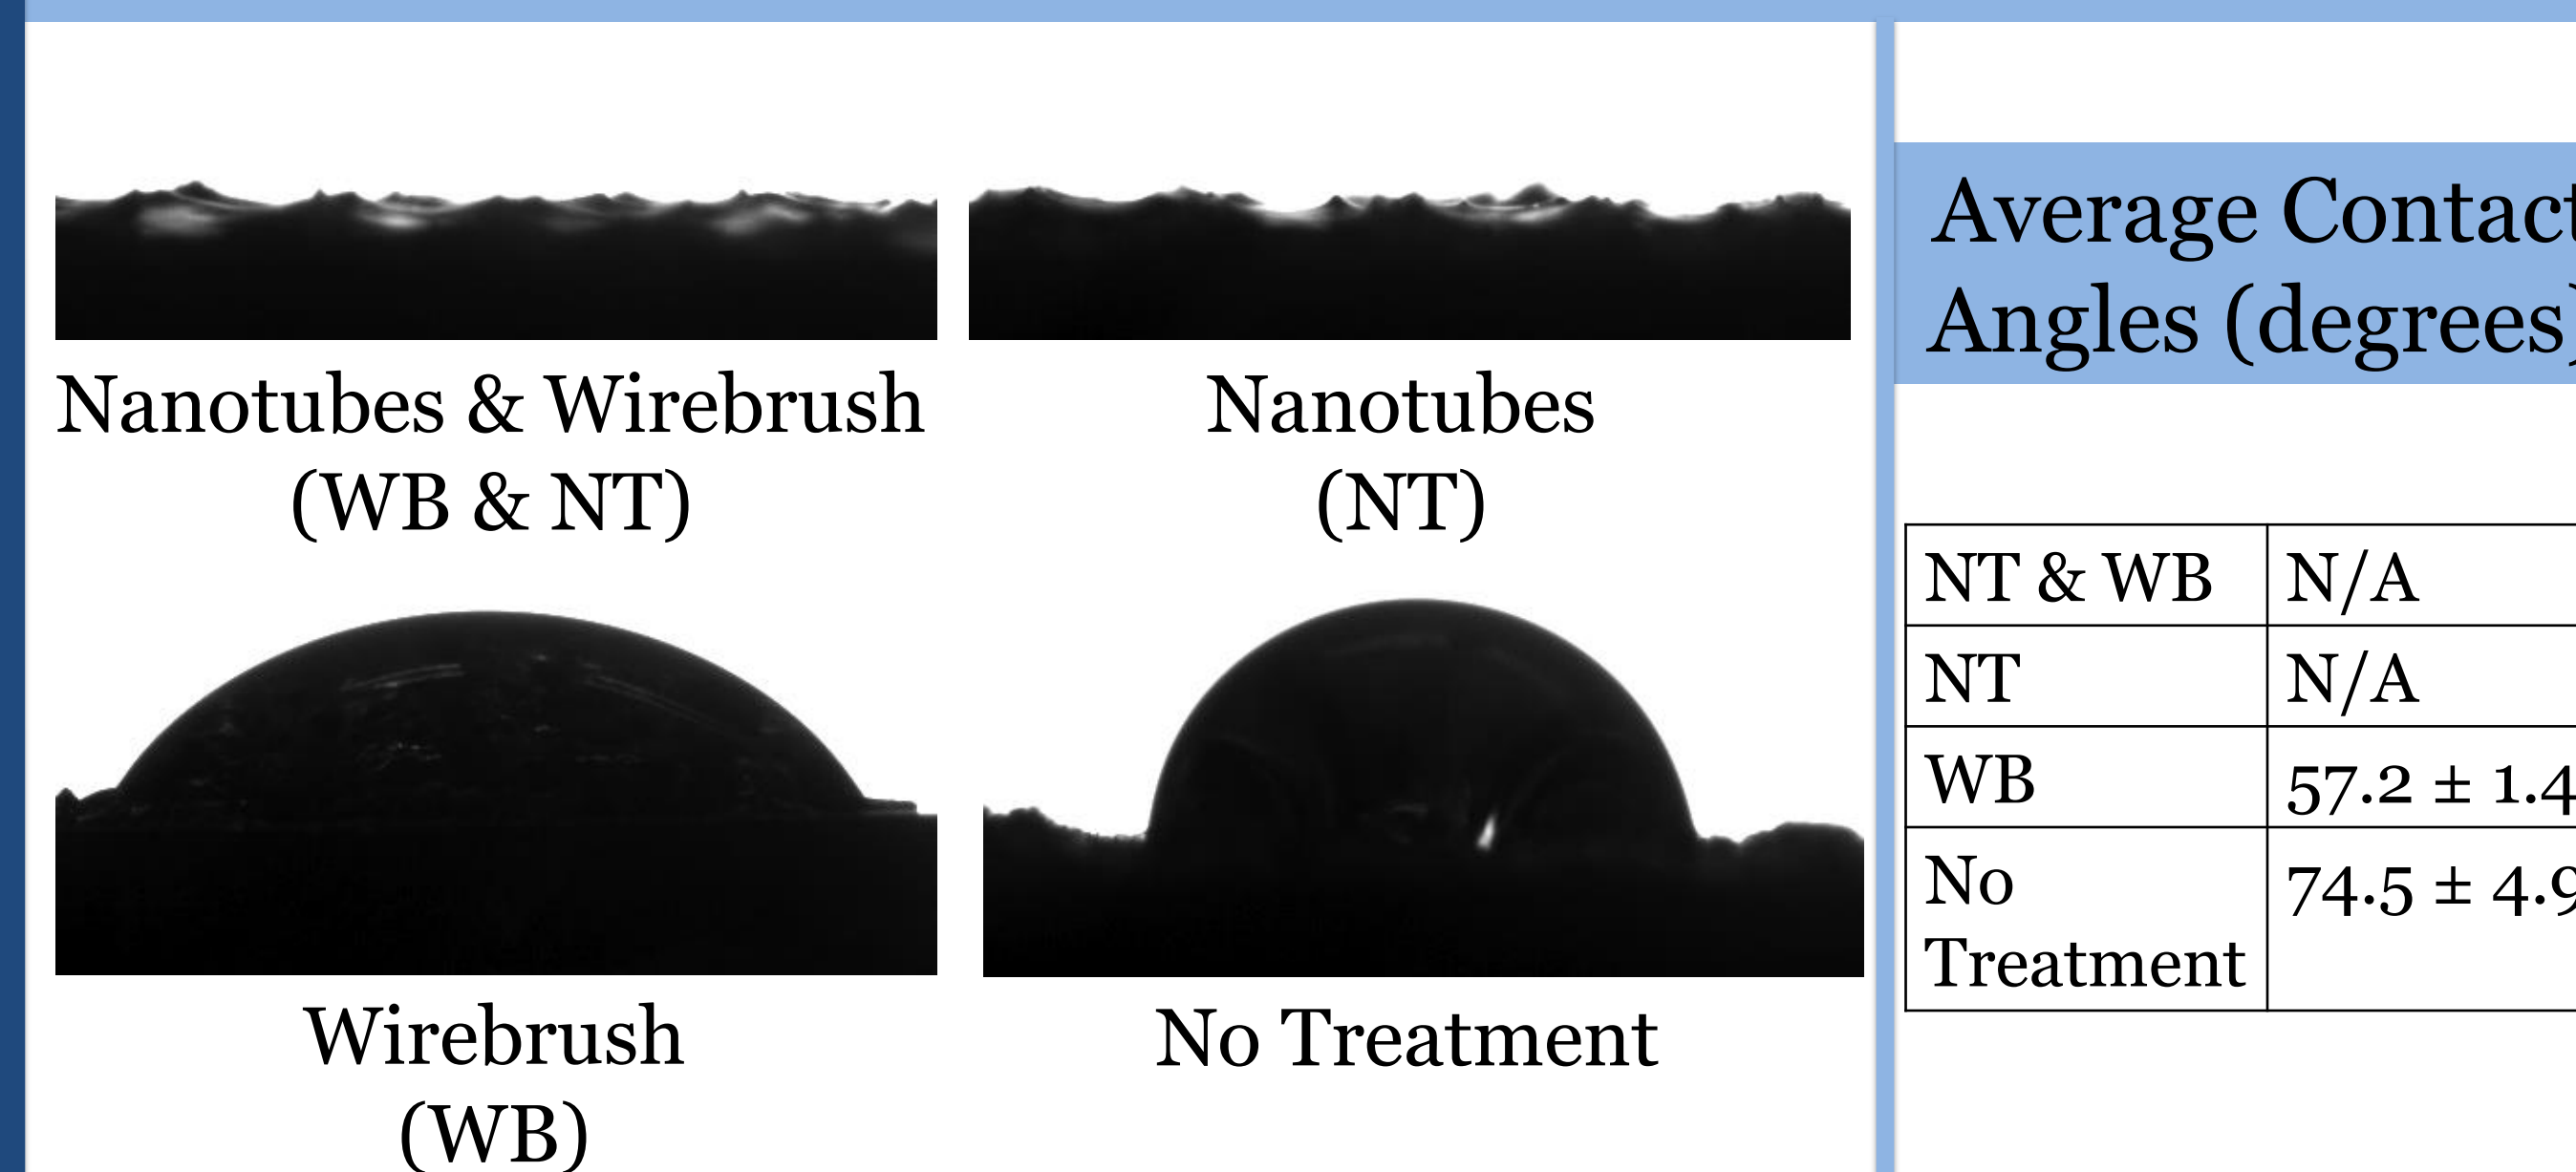 Nanotubes & Wirebrush
(WB & NT)
Nanotubes
(NT)
Wirebrush
(WB)
No Treatment
Average Contact
Angles (degrees)
NT & WB N/A
NT N/A
WB 57.2 ± 1.4
No 74.5 ± 4.9
Treatment